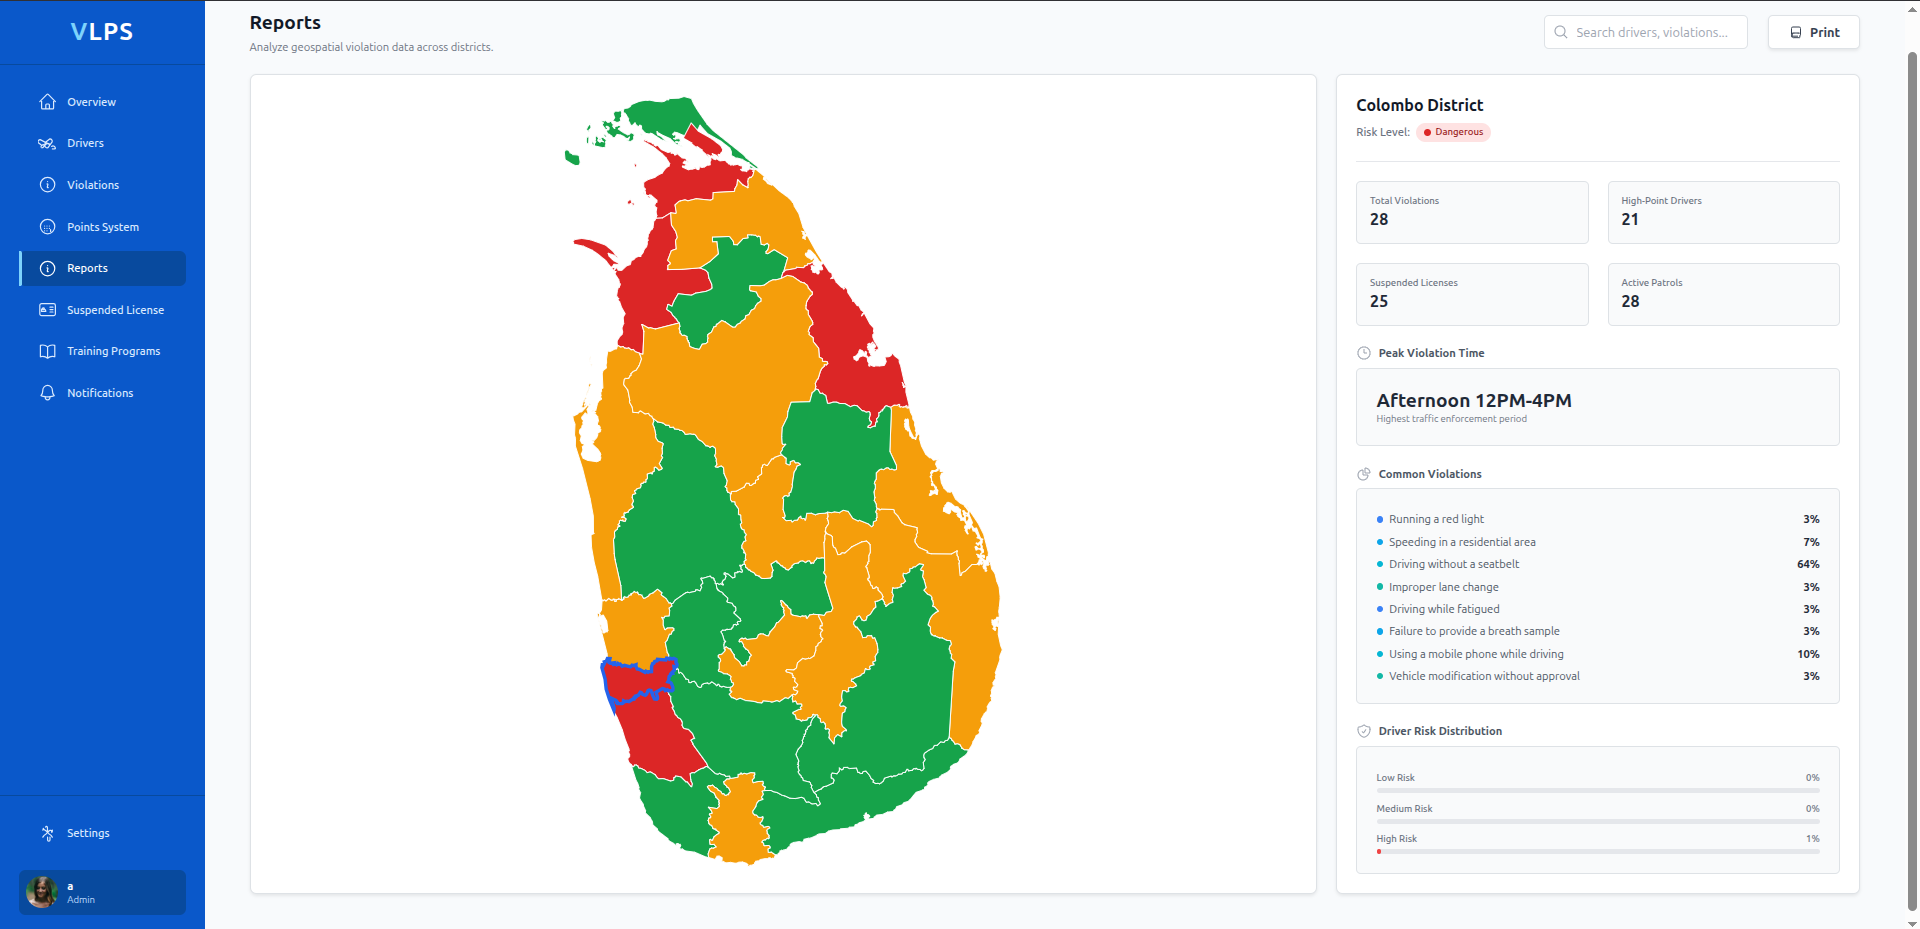 VLPS
Overview
Drivers
Violations
Points System
Reports
Suspended License
Training Programs
Notifications
Settings
a
Admin
Reports
Analyze geospatial violation data across districts.
Search drivers, violations...
Print
Colombo District
Risk Level: Dangerous
Total Violations
28
High-Point Drivers
21
Suspended Licenses
25
Active Patrols
28
Peak Violation Time
Afternoon 12PM-4PM
Highest traffic enforcement period
Common Violations
Running a red light 3%
Speeding in a residential area 7%
Driving without a seatbelt 64%
Improper lane change 3%
Driving while fatigued 3%
Failure to provide a breath sample 3%
Using a mobile phone while driving 10%
Vehicle modification without approval 3%
Driver Risk Distribution
Low Risk 0%
Medium Risk 0%
High Risk 1%